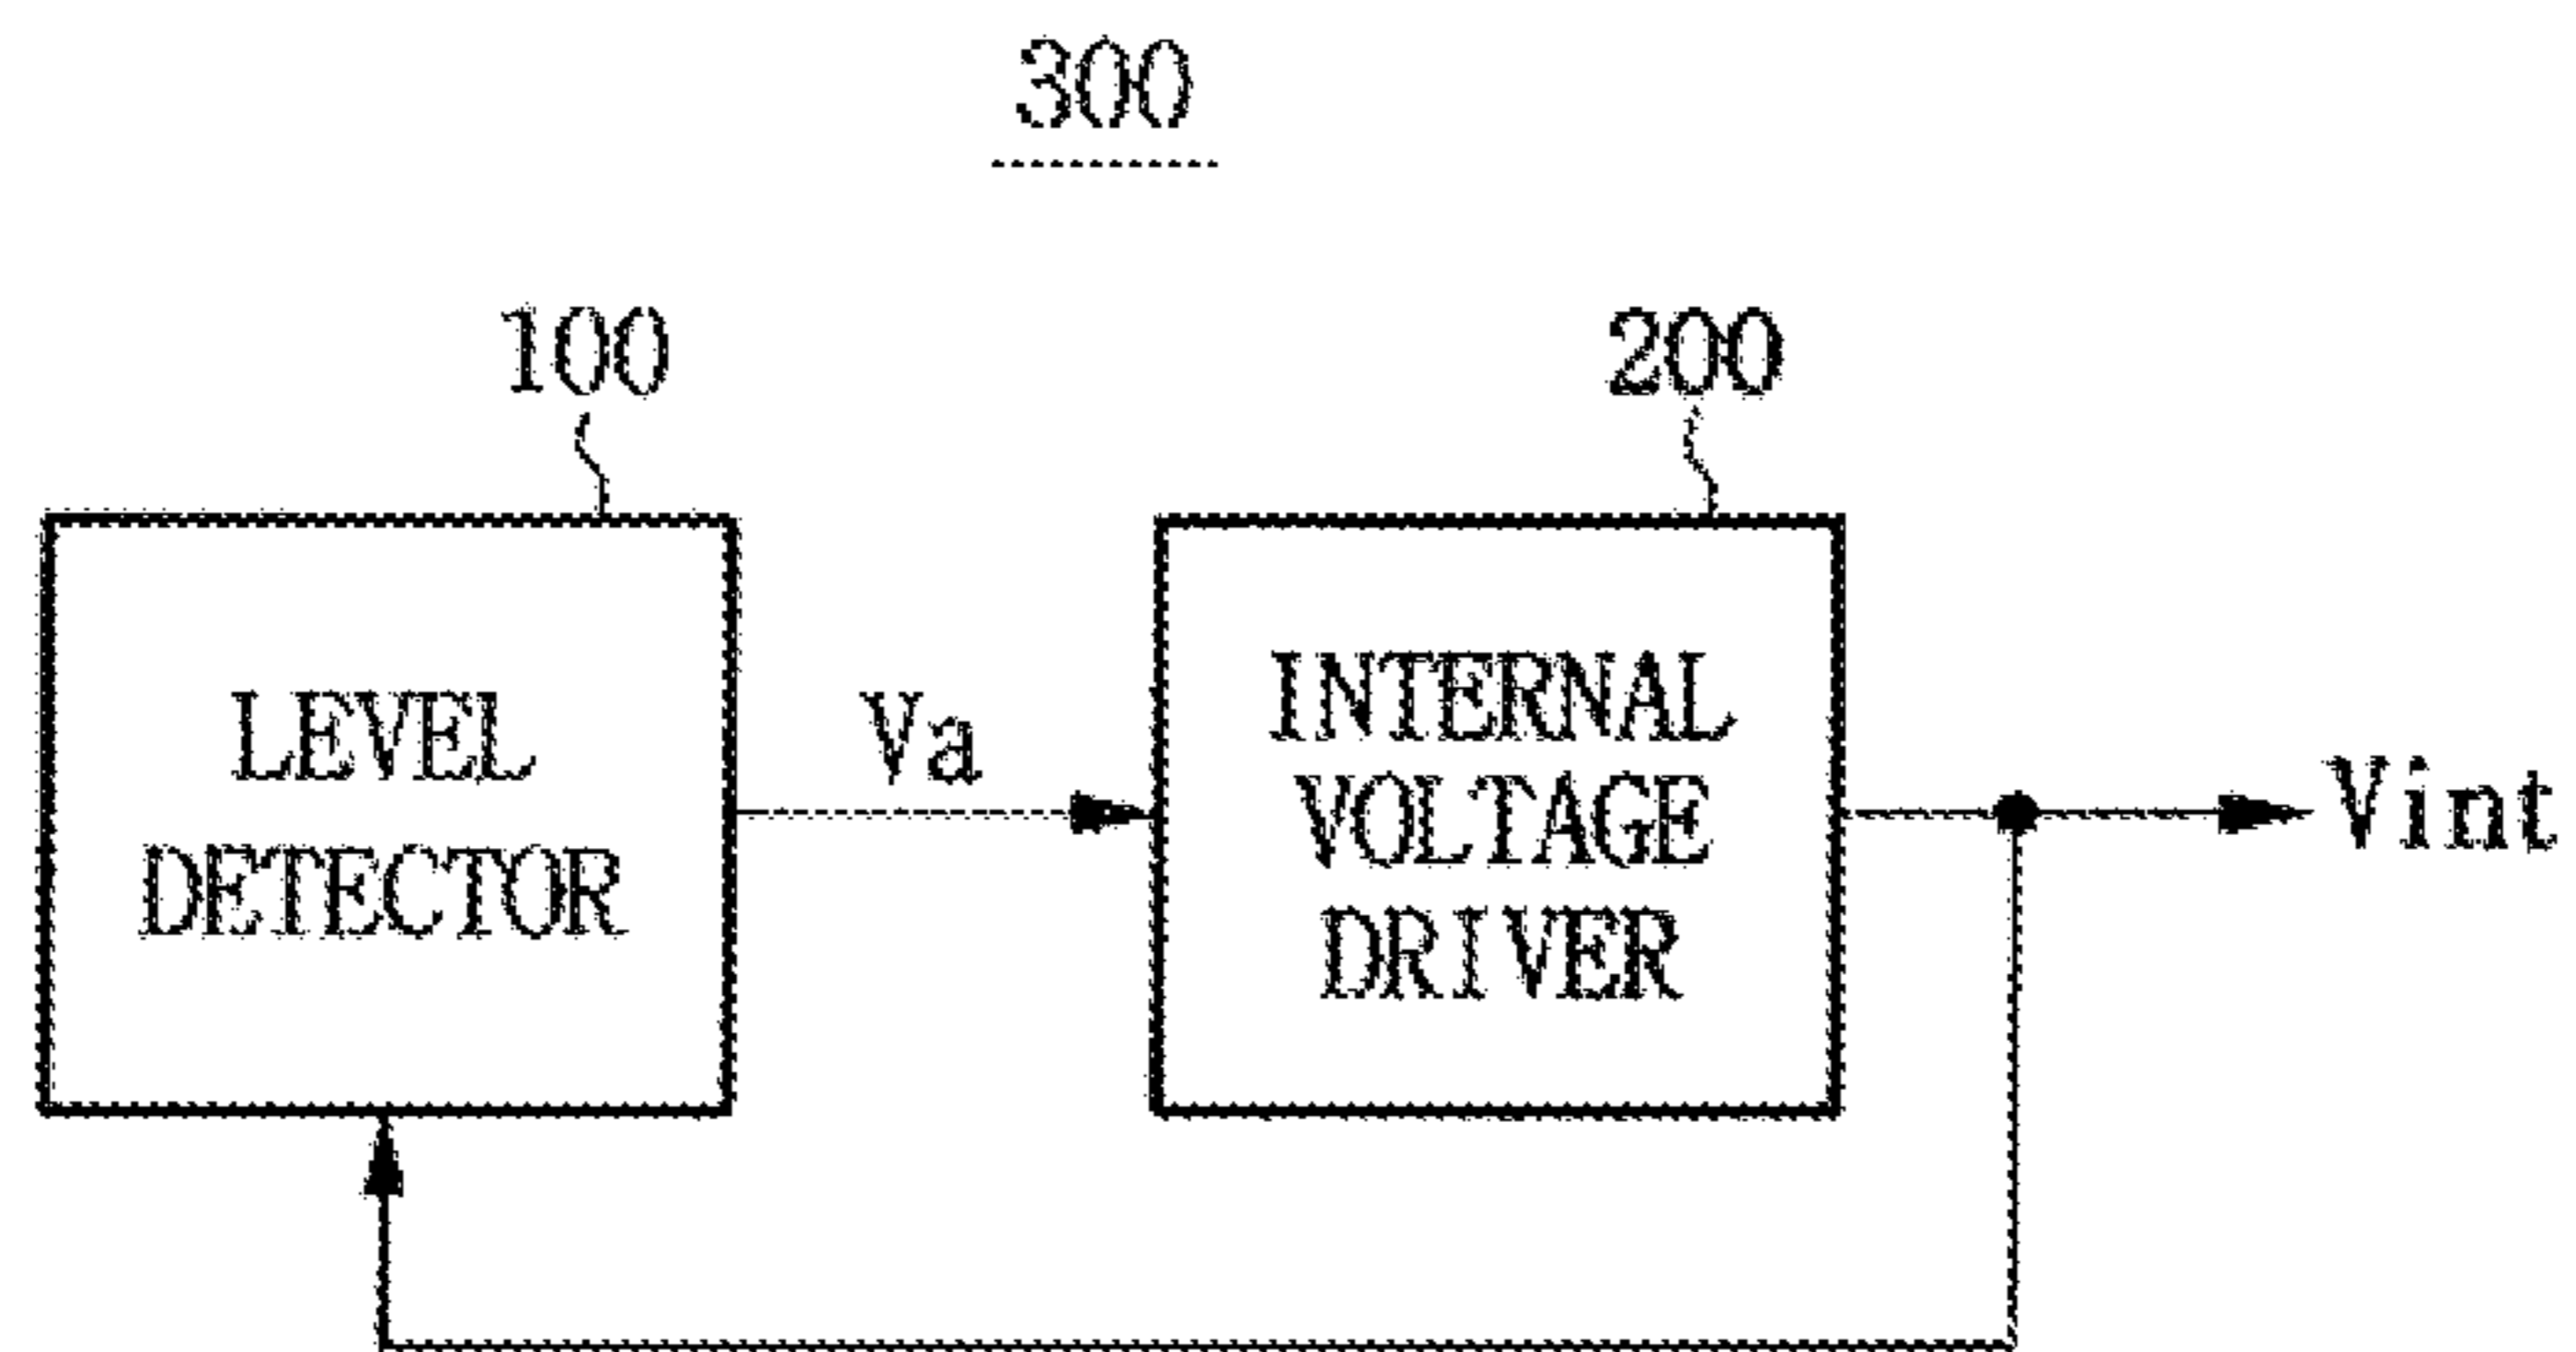 300
100
200
LEVEL
DETECTOR
Va
INTERNAL
VOLTAGE
DRIVER
Vint